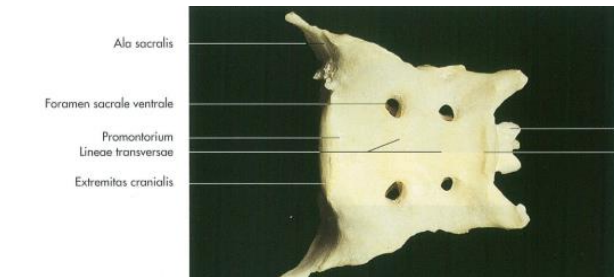 Ala sacralis
Foramen sacrale ventrale
Promontorium
Lineae transversae
Extremitas cranialis